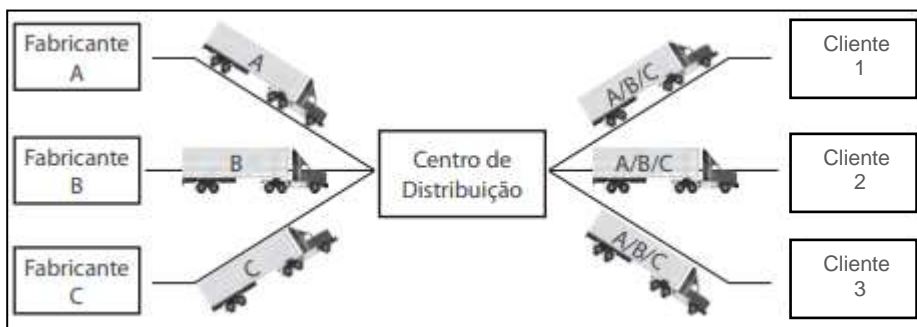 Fabricante
A
A
A/B/C
Cliente
1
Fabricante
B
B
Centro de
Distribuição
A/B/C
Cliente
2
Fabricante
C
C
A/B/C
Cliente
3